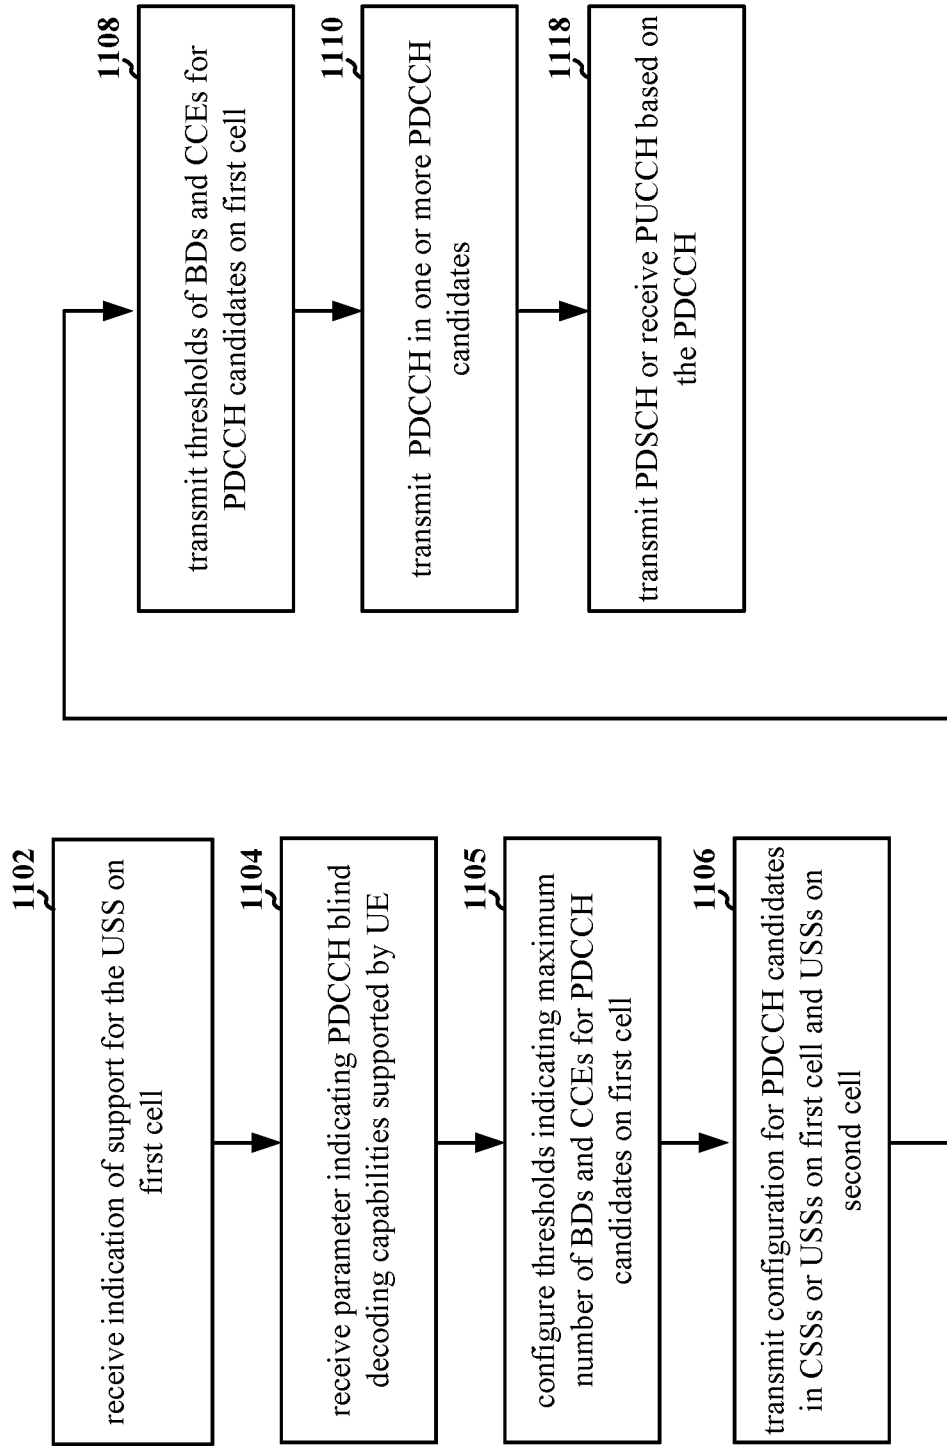 1102
receive indication of support for the USS on
first cell
1104
receive parameter indicating PDCCH blind
decoding capabilities supported by UE
1105
configure thresholds indicating maximum
number of BDs and CCEs for PDCCH
candidates on first cell
1106
transmit configuration for PDCCH candidates
in CSSs or USSs on first cell and USSs on
second cell
1108
transmit thresholds of BDs and CCEs for
PDCCH candidates on first cell
1110
transmit PDCCH in one or more PDCCH
candidates
1118
transmit PDSCH or receive PUCCH based on
the PDCCH